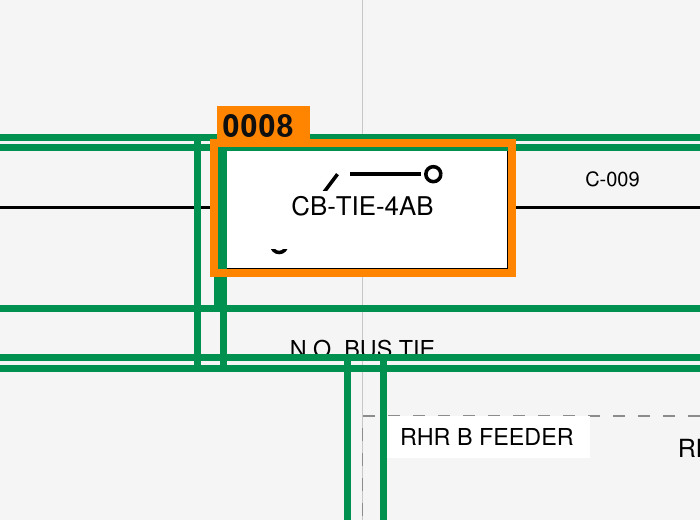 0008
C-009
CB-TIE-4AB
N.O. BUS TIE
RHR B FEEDER